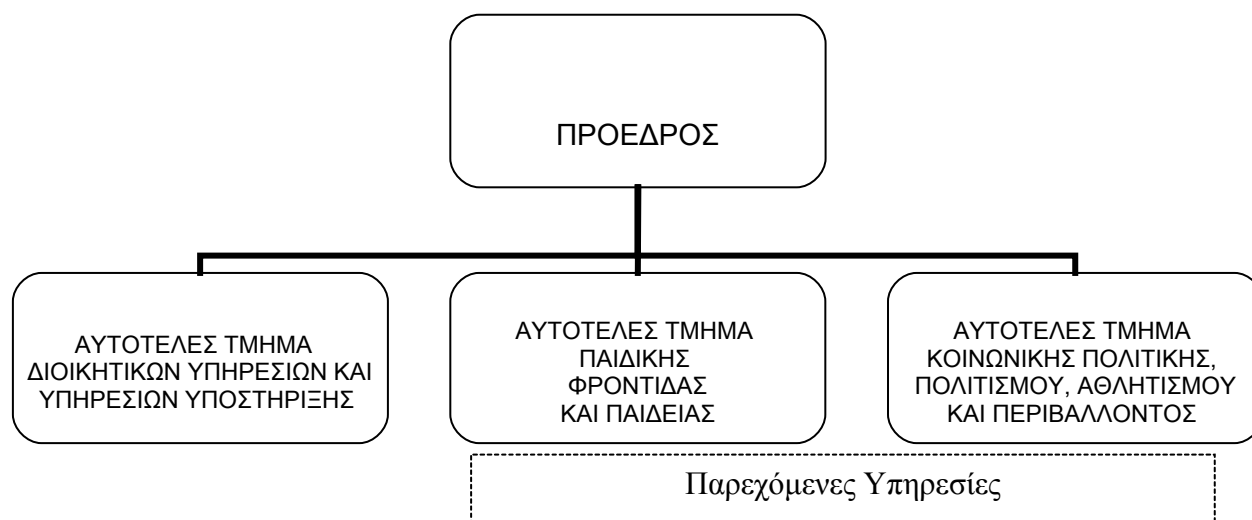 ΠΡΟΕΔΡΟΣ
ΑΥΤΟΤΕΛΕΣ ΤΜΗΜΑ
ΔΙΟΙΚΗΤΙΚΩΝ ΥΠΗΡΕΣΙΩΝ ΚΑΙ
ΥΠΗΡΕΣΙΩΝ ΥΠΟΣΤΗΡΙΞΗΣ
ΑΥΤΟΤΕΛΕΣ ΤΜΗΜΑ
ΠΑΙΔΙΚΗΣ
ΦΡΟΝΤΙΔΑΣ
ΚΑΙ ΠΑΙΔΕΙΑΣ
ΑΥΤΟΤΕΛΕΣ ΤΜΗΜΑ
ΚΟΙΝΩΝΙΚΗΣ ΠΟΛΙΤΙΚΗΣ,
ΠΟΛΙΤΙΣΜΟΥ, ΑΘΛΗΤΙΣΜΟΥ
ΚΑΙ ΠΕΡΙΒΑΛΛΟΝΤΟΣ
Παρεχόμενες Υπηρεσίες